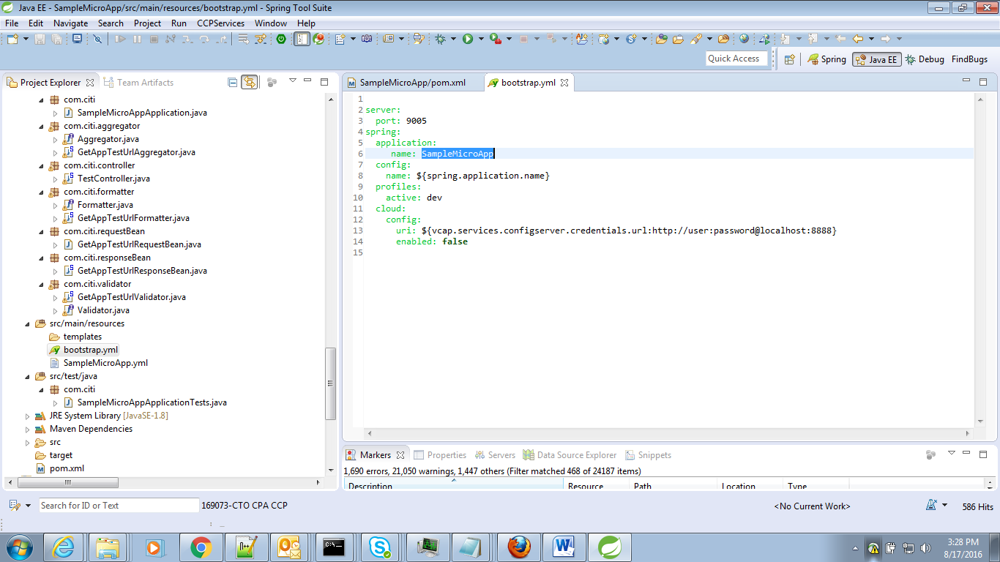 Java EE - SampleMicroApp/src/main/resources/bootstrap.yml - Spring Tool Suite
File Edit Navigate Search Project Run CCPServices Window Help
Quick Access Spring Java EE Debug FindBugs
Project Explorer Team Artifacts
com.citi
SampleMicroAppApplication.java
com.citi.aggregator
Aggregator.java
GetAppTestUrlAggregator.java
com.citi.controller
TestController.java
com.citi.formatter
Formatter.java
GetAppTestUrlFormatter.java
com.citi.requestBean
GetAppTestUrlRequestBean.java
com.citi.responseBean
GetAppTestUrlResponseBean.java
com.citi.validator
GetAppTestUrlValidator.java
Validator.java
src/main/resources
templates
bootstrap.yml
SampleMicroApp.yml
src/test/java
com.citi
SampleMicroAppApplicationTests.java
JRE System Library [JavaSE-1.8]
Maven Dependencies
src
target
pom.xml
SampleMicroApp/pom.xml bootstrap.yml
1
2 server:
3 port: 9005
4 spring:
5 application:
6 name: SampleMicroApp
7 config:
8 name: ${spring.application.name}
9 profiles:
10 active: dev
11 cloud:
12 config:
13 uri: ${vcap.services.configserver.credentials.url:http://user:password@localhost:8888}
14 enabled: false
15
Markers Properties Servers Data Source Explorer Snippets
1,690 errors, 21,050 warnings, 1,447 others (Filter matched 468 of 24187 items)
Description Resource Path Location Type
Search for ID or Text 169073-CTO CPA CCP <No Current Work> 586 Hits
3:28 PM
8/17/2016